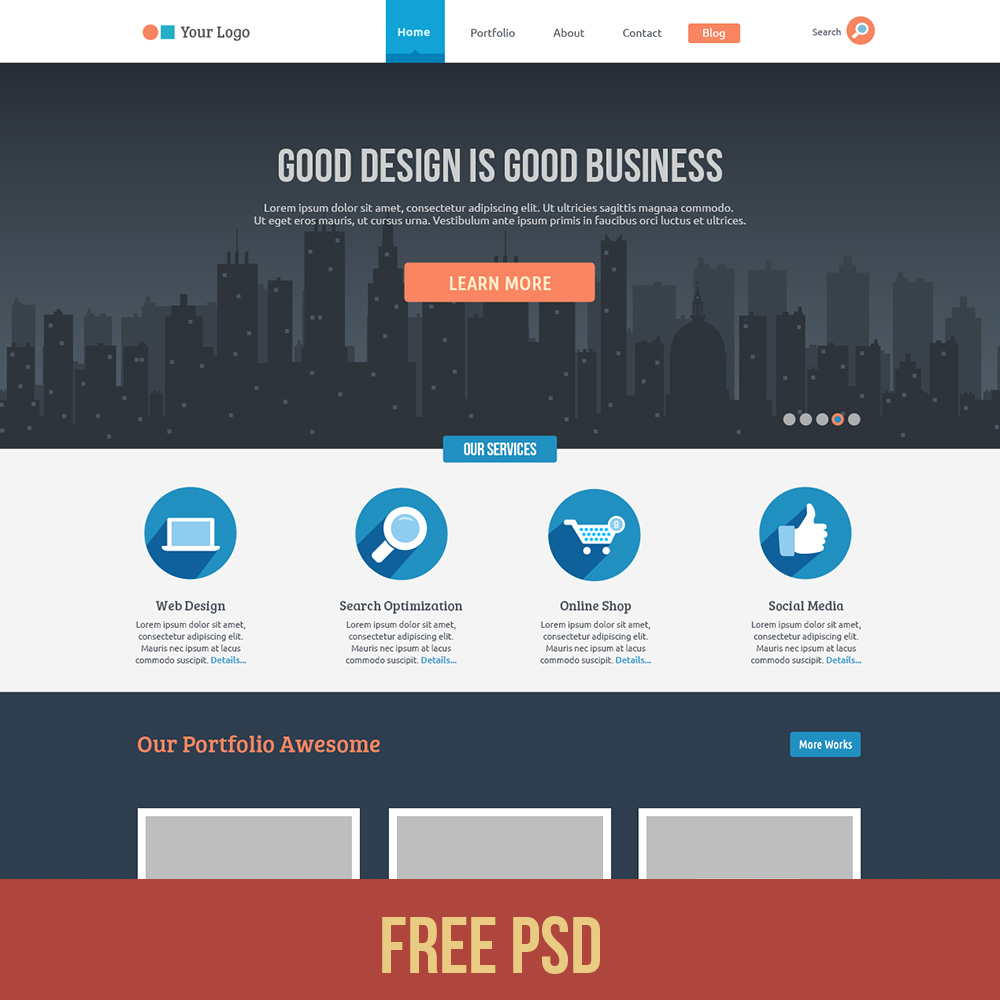 Your Logo
Home
Portfolio
About
Contact
Blog
Search
GOOD DESIGN IS GOOD BUSINESS
Lorem ipsum dolor sit amet, consectetur adipiscing elit. Ut ultricies sagittis magnaa commodo.
Ut eget eros mauris, ut cursus urna. Vestibulum ante ipsum primis in faucibus orci luctus et ultrices.
LEARN MORE
OUR SERVICES
Web Design
Lorem ipsum dolor sit amet,
consectetur adipiscing elit.
Mauris nec ipsum at lacus
commodo suscipit. Details...
Search Optimization
Lorem ipsum dolor sit amet,
consectetur adipiscing elit.
Mauris nec ipsum at lacus
commodo suscipit. Details...
9
Online Shop
Lorem ipsum dolor sit amet,
consectetur adipiscing elit.
Mauris nec ipsum at lacus
commodo suscipit. Details...
Social Media
Lorem ipsum dolor sit amet,
consectetur adipiscing elit.
Mauris nec ipsum at lacus
commodo suscipit. Details...
Our Portfolio Awesome
More Works
FREE PSD